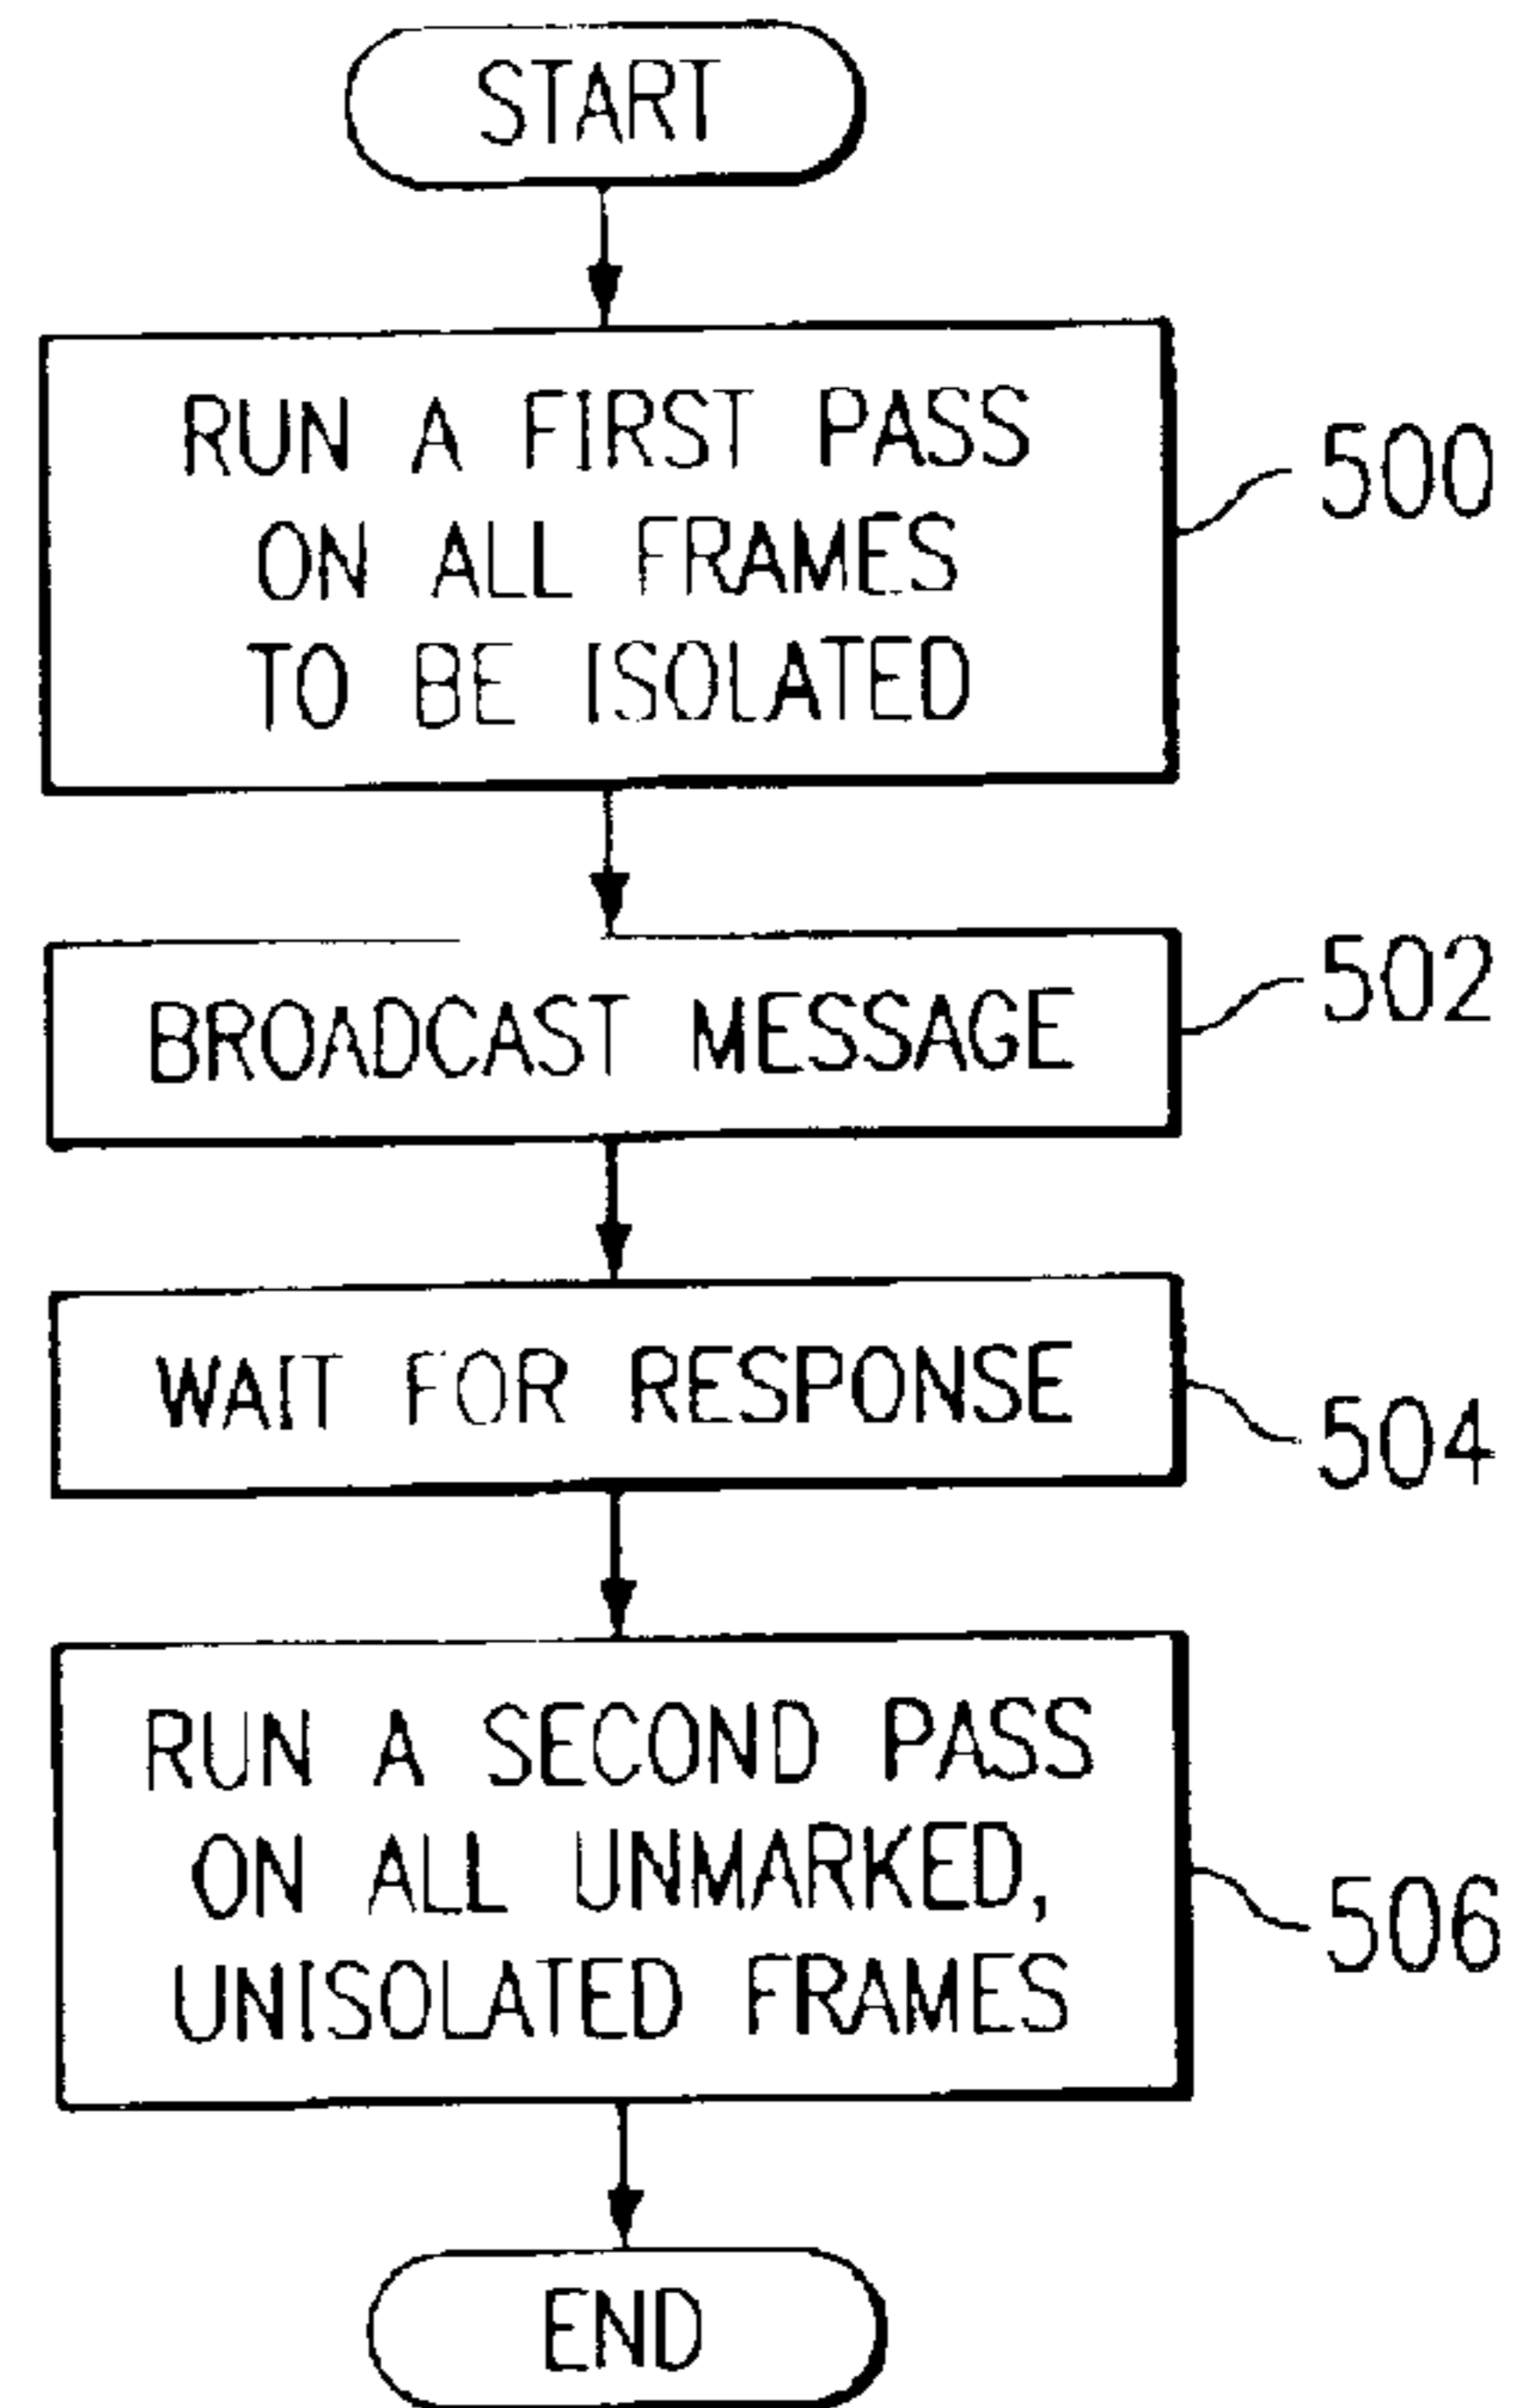 START
RUN A FIRST PASS
ON ALL FRAMES
TO BE ISOLATED
500
BROADCAST MESSAGE
502
WAIT FOR RESPONSE
504
RUN A SECOND PASS
ON ALL UNMARKED,
UNISOLATED FRAMES
506
END